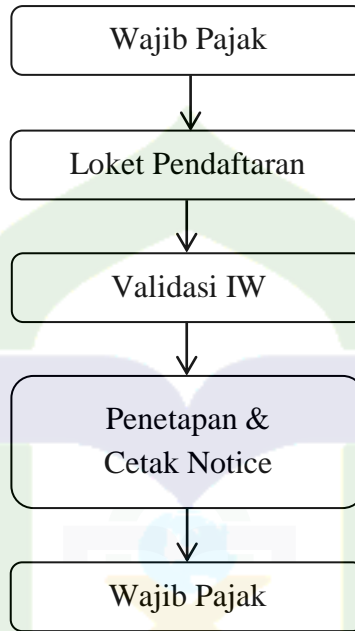 Wajib Pajak
Loket Pendaftaran
Validasi IW
Penetapan &
Cetak Notice
Wajib Pajak